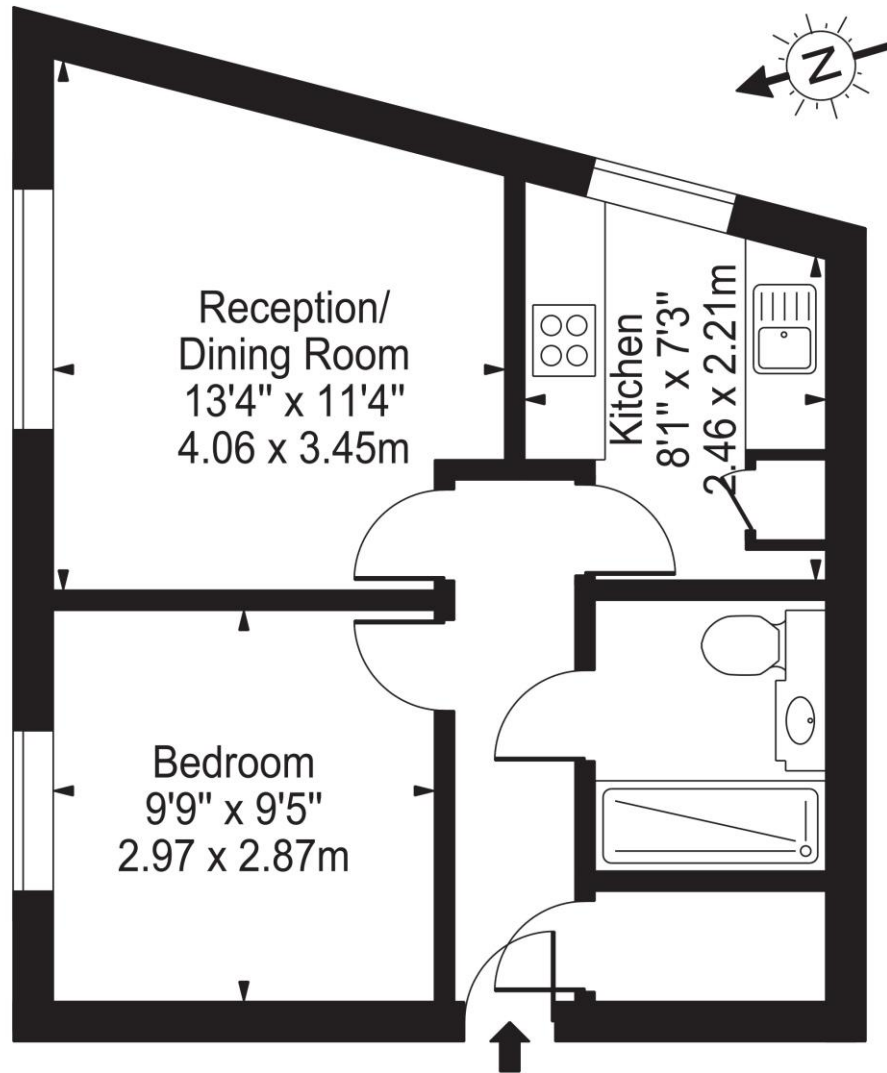 N
Reception/
Dining Room
13'4" x 11'4"
4.06 x 3.45m
Kitchen
8'1" x 7'3"
2.46 x 2.21m
Bedroom
9'9" x 9'5"
2.97 x 2.87m